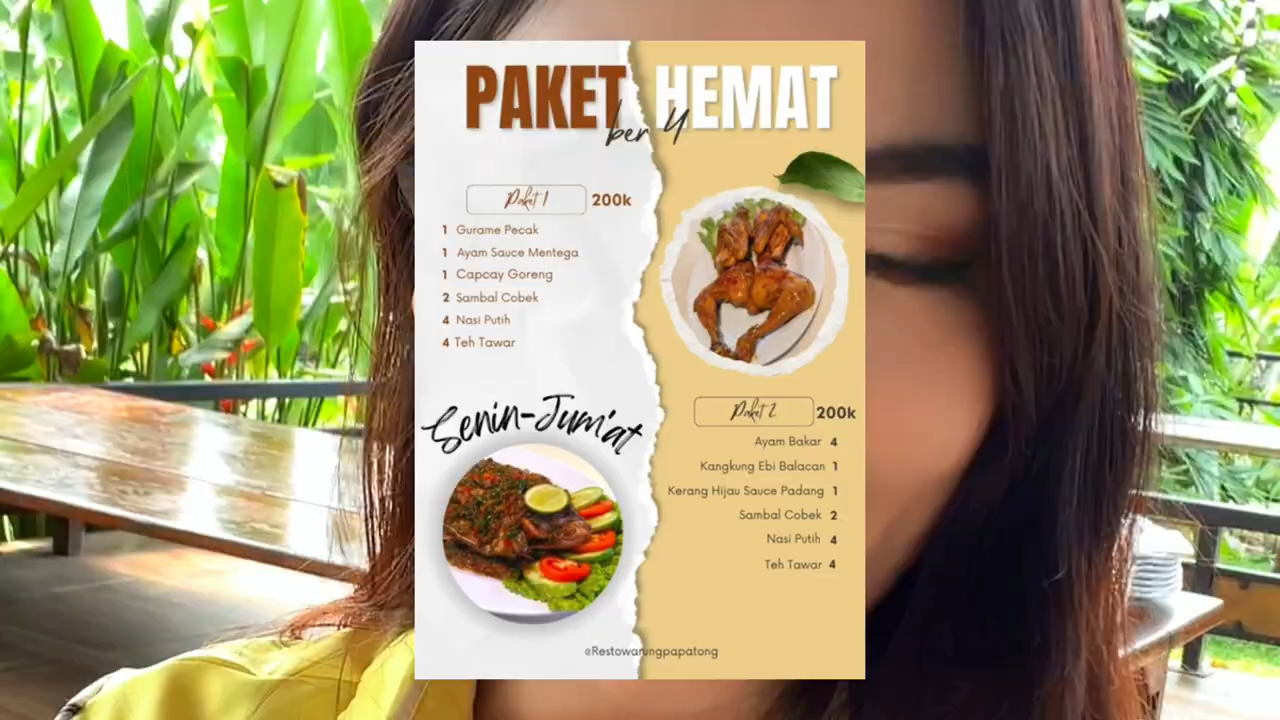 PAKET HEMAT
ber 4
Paket 1 200k
1 Gurame Pecak
1 Ayam Sauce Mentega
1 Capcay Goreng
2 Sambal Cobek
4 Nasi Putih
4 Teh Tawar
Senin-Jum'at
Paket 2 200k
Ayam Bakar 4
Kangkung Ebi Balacan 1
Kerang Hijau Sauce Padang 1
Sambal Cobek 2
Nasi Putih 4
Teh Tawar 4
@Restowarungpapatong